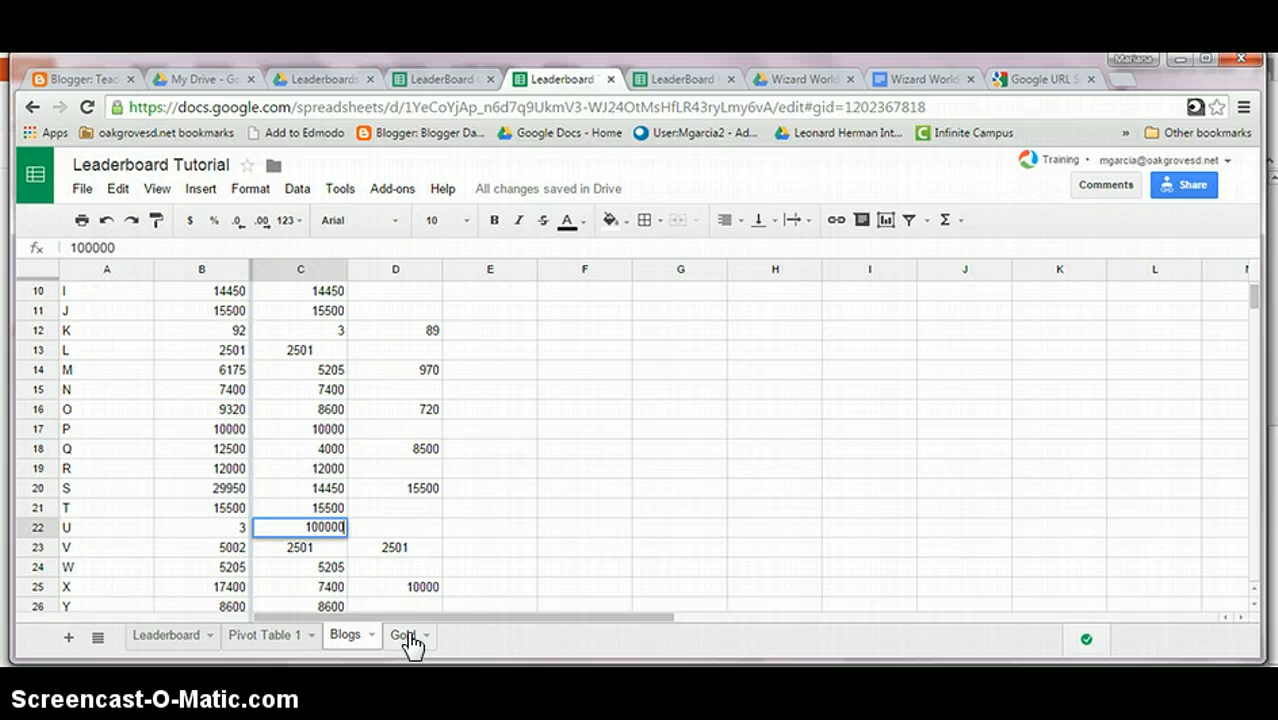 Mariana
Blogger: Teac My Drive - Go Leaderboards LeaderBoard Leaderboard LeaderBoard Wizard World Wizard World Google URL S
https://docs.google.com/spreadsheets/d/1YeCoYjAp_n6d7q9UkmV3-WJ24OtMsHfLR43ryLmy6vA/edit#gid=1202367818
Apps oakgrovesd.net bookmarks Add to Edmodo Blogger: Blogger Da... Google Docs - Home User:Mgarcia2 - Ad... Leonard Herman Int... Infinite Campus » Other bookmarks
Leaderboard Tutorial
Training mgarcia@oakgrovesd.net
File Edit View Insert Format Data Tools Add-ons Help All changes saved in Drive
Comments Share
$ % .0 .00 123 Arial 10 B I S A Σ
fx 100000
A B C D E F G H I J K L
10 I 14450 14450
11 J 15500 15500
12 K 92 3 89
13 L 2501 2501
14 M 6175 5205 970
15 N 7400 7400
16 O 9320 8600 720
17 P 10000 10000
18 Q 12500 4000 8500
19 R 12000 12000
20 S 29950 14450 15500
21 T 15500 15500
22 U 3 100000
23 V 5002 2501 2501
24 W 5205 5205
25 X 17400 7400 10000
26 Y 8600 8600
+ Leaderboard Pivot Table 1 Blogs
Screencast-O-Matic.com